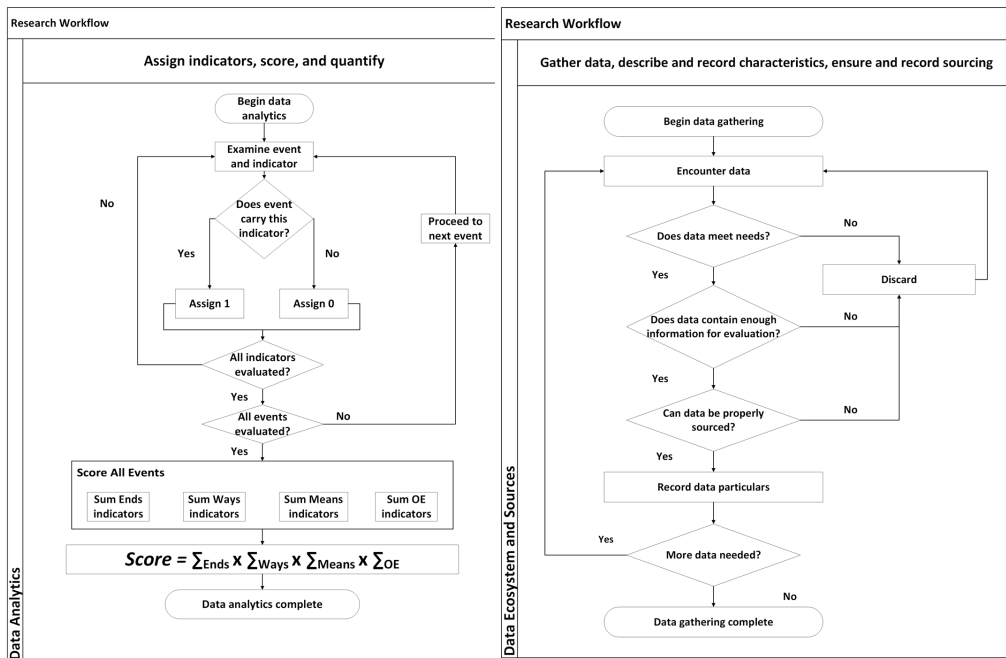 Research Workflow
Assign indicators, score, and quantify
Data Analytics
Begin data
analytics
Examine event
and indicator
No
Does event
carry this
indicator?
Proceed to
next event
Yes
No
Assign 1
Assign 0
All indicators
evaluated?
Yes
All events
evaluated?
No
Yes
Score All Events
Sum Ends
indicators
Sum Ways
indicators
Sum Means
indicators
Sum OE
indicators
Score = ∑Ends x ∑Ways x ∑Means x ∑OE
Data analytics complete
Research Workflow
Gather data, describe and record characteristics, ensure and record sourcing
Data Ecosystem and Sources
Begin data gathering
Encounter data
Does data meet needs?
No
Yes
Discard
Does data contain enough
information for evaluation?
No
Yes
Can data be properly
sourced?
No
Yes
Record data particulars
Yes
More data needed?
No
Data gathering complete